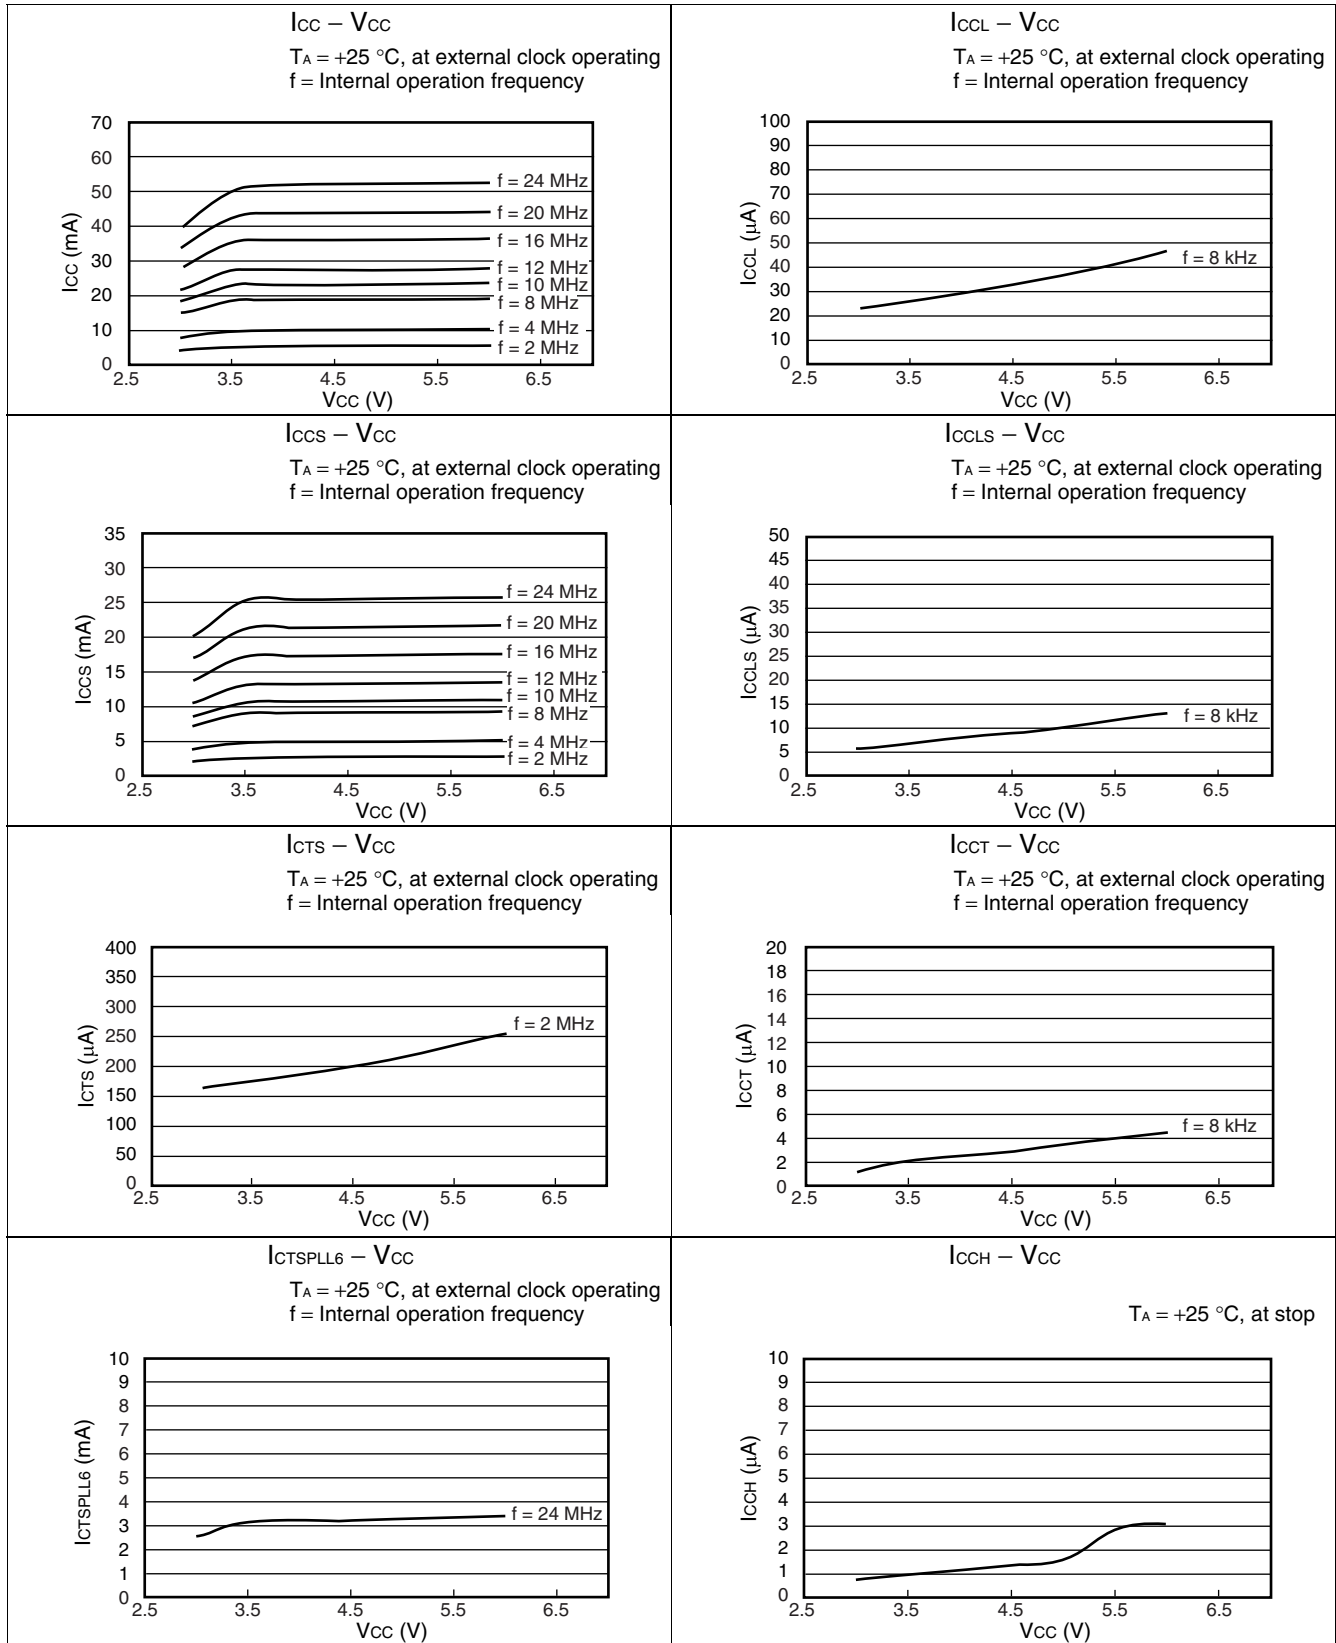 ICC – VCC
TA = +25 °C, at external clock operating
f = Internal operation frequency
70
60
50
40
30
20
10
0
ICC (mA)
f = 24 MHz
f = 20 MHz
f = 16 MHz
f = 12 MHz
f = 10 MHz
f = 8 MHz
f = 4 MHz
f = 2 MHz
2.5 3.5 4.5 5.5 6.5
VCC (V)
ICCL – VCC
TA = +25 °C, at external clock operating
f = Internal operation frequency
100
90
80
70
60
50
40
30
20
10
0
ICCL (µA)
f = 8 kHz
2.5 3.5 4.5 5.5 6.5
VCC (V)
ICCS – VCC
TA = +25 °C, at external clock operating
f = Internal operation frequency
35
30
25
20
15
10
5
0
ICCS (mA)
f = 24 MHz
f = 20 MHz
f = 16 MHz
f = 12 MHz
f = 10 MHz
f = 8 MHz
f = 4 MHz
f = 2 MHz
2.5 3.5 4.5 5.5 6.5
VCC (V)
ICCLS – VCC
TA = +25 °C, at external clock operating
f = Internal operation frequency
50
45
40
35
30
25
20
15
10
5
0
ICCLS (µA)
f = 8 kHz
2.5 3.5 4.5 5.5 6.5
VCC (V)
ICTS – VCC
TA = +25 °C, at external clock operating
f = Internal operation frequency
400
350
300
250
200
150
100
50
0
ICTS (µA)
f = 2 MHz
2.5 3.5 4.5 5.5 6.5
VCC (V)
ICCT – VCC
TA = +25 °C, at external clock operating
f = Internal operation frequency
20
18
16
14
12
10
8
6
4
2
0
ICCT (µA)
f = 8 kHz
2.5 3.5 4.5 5.5 6.5
VCC (V)
ICTSPLL6 – VCC
TA = +25 °C, at external clock operating
f = Internal operation frequency
10
9
8
7
6
5
4
3
2
1
0
ICTSPLL6 (mA)
f = 24 MHz
2.5 3.5 4.5 5.5 6.5
VCC (V)
ICCH – VCC
TA = +25 °C, at stop
10
9
8
7
6
5
4
3
2
1
0
ICCH (µA)
2.5 3.5 4.5 5.5 6.5
VCC (V)